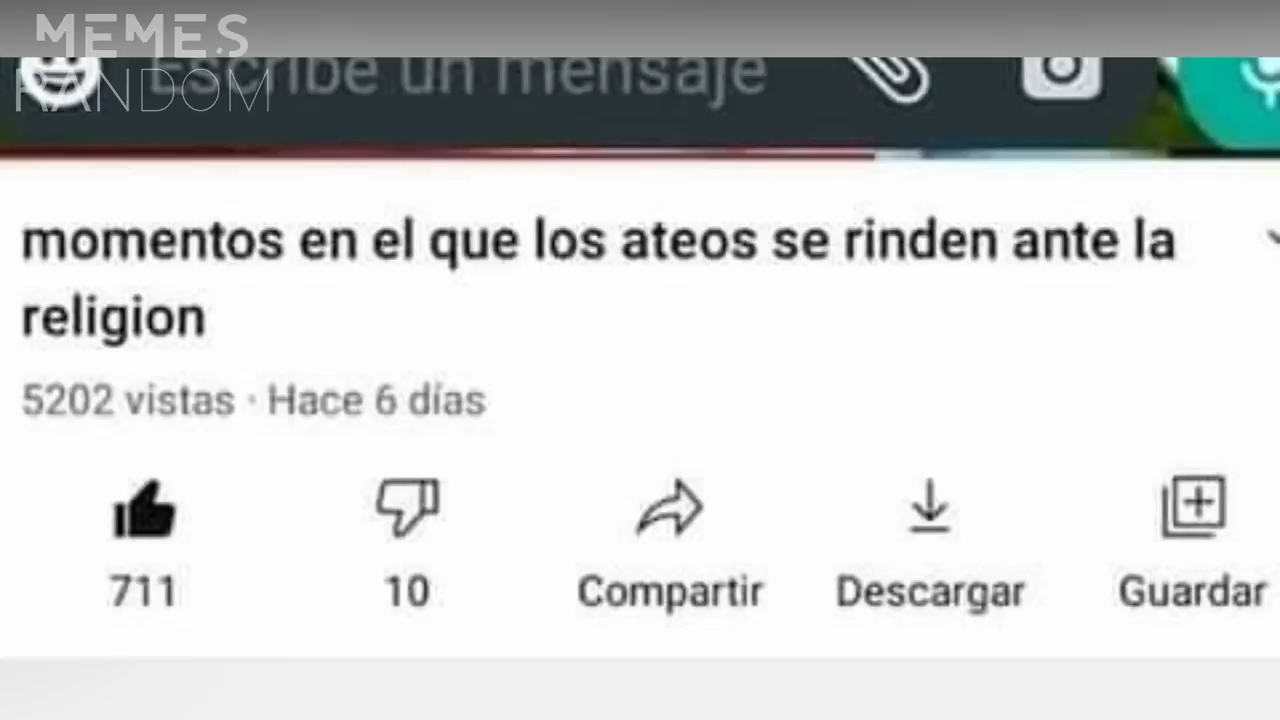 MEMES
RANDOM
Escribe un mensaje
momentos en el que los ateos se rinden ante la
religion
5202 vistas · Hace 6 días
711
10
Compartir
Descargar
Guardar